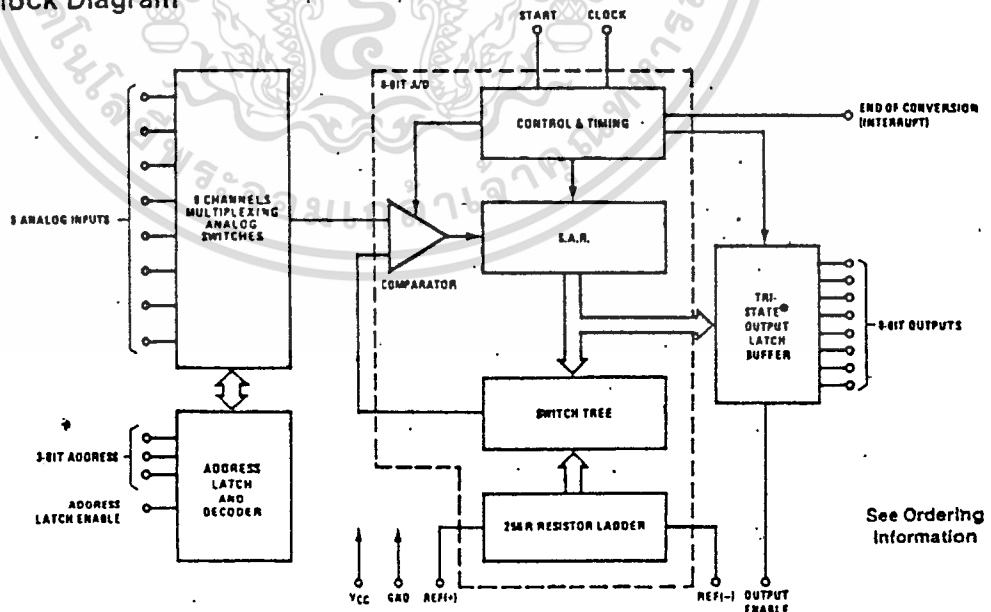 lock Diagram
START CLOCK
8-BIT A/D
CONTROL & TIMING
END OF CONVERSION
(INTERRUPT)
8 ANALOG INPUTS
8 CHANNELS
MULTIPLEXING
ANALOG
SWITCHES
S.A.R.
COMPARATOR
TRI-
STATE®
OUTPUT
LATCH
BUFFER
8-BIT OUTPUTS
SWITCH TREE
3-BIT ADDRESS
ADDRESS
LATCH ENABLE
ADDRESS
LATCH
AND
DECODER
256R RESISTOR LADDER
See Ordering
Information
VCC GND REF(+) REF(-) OUTPUT
ENABLE